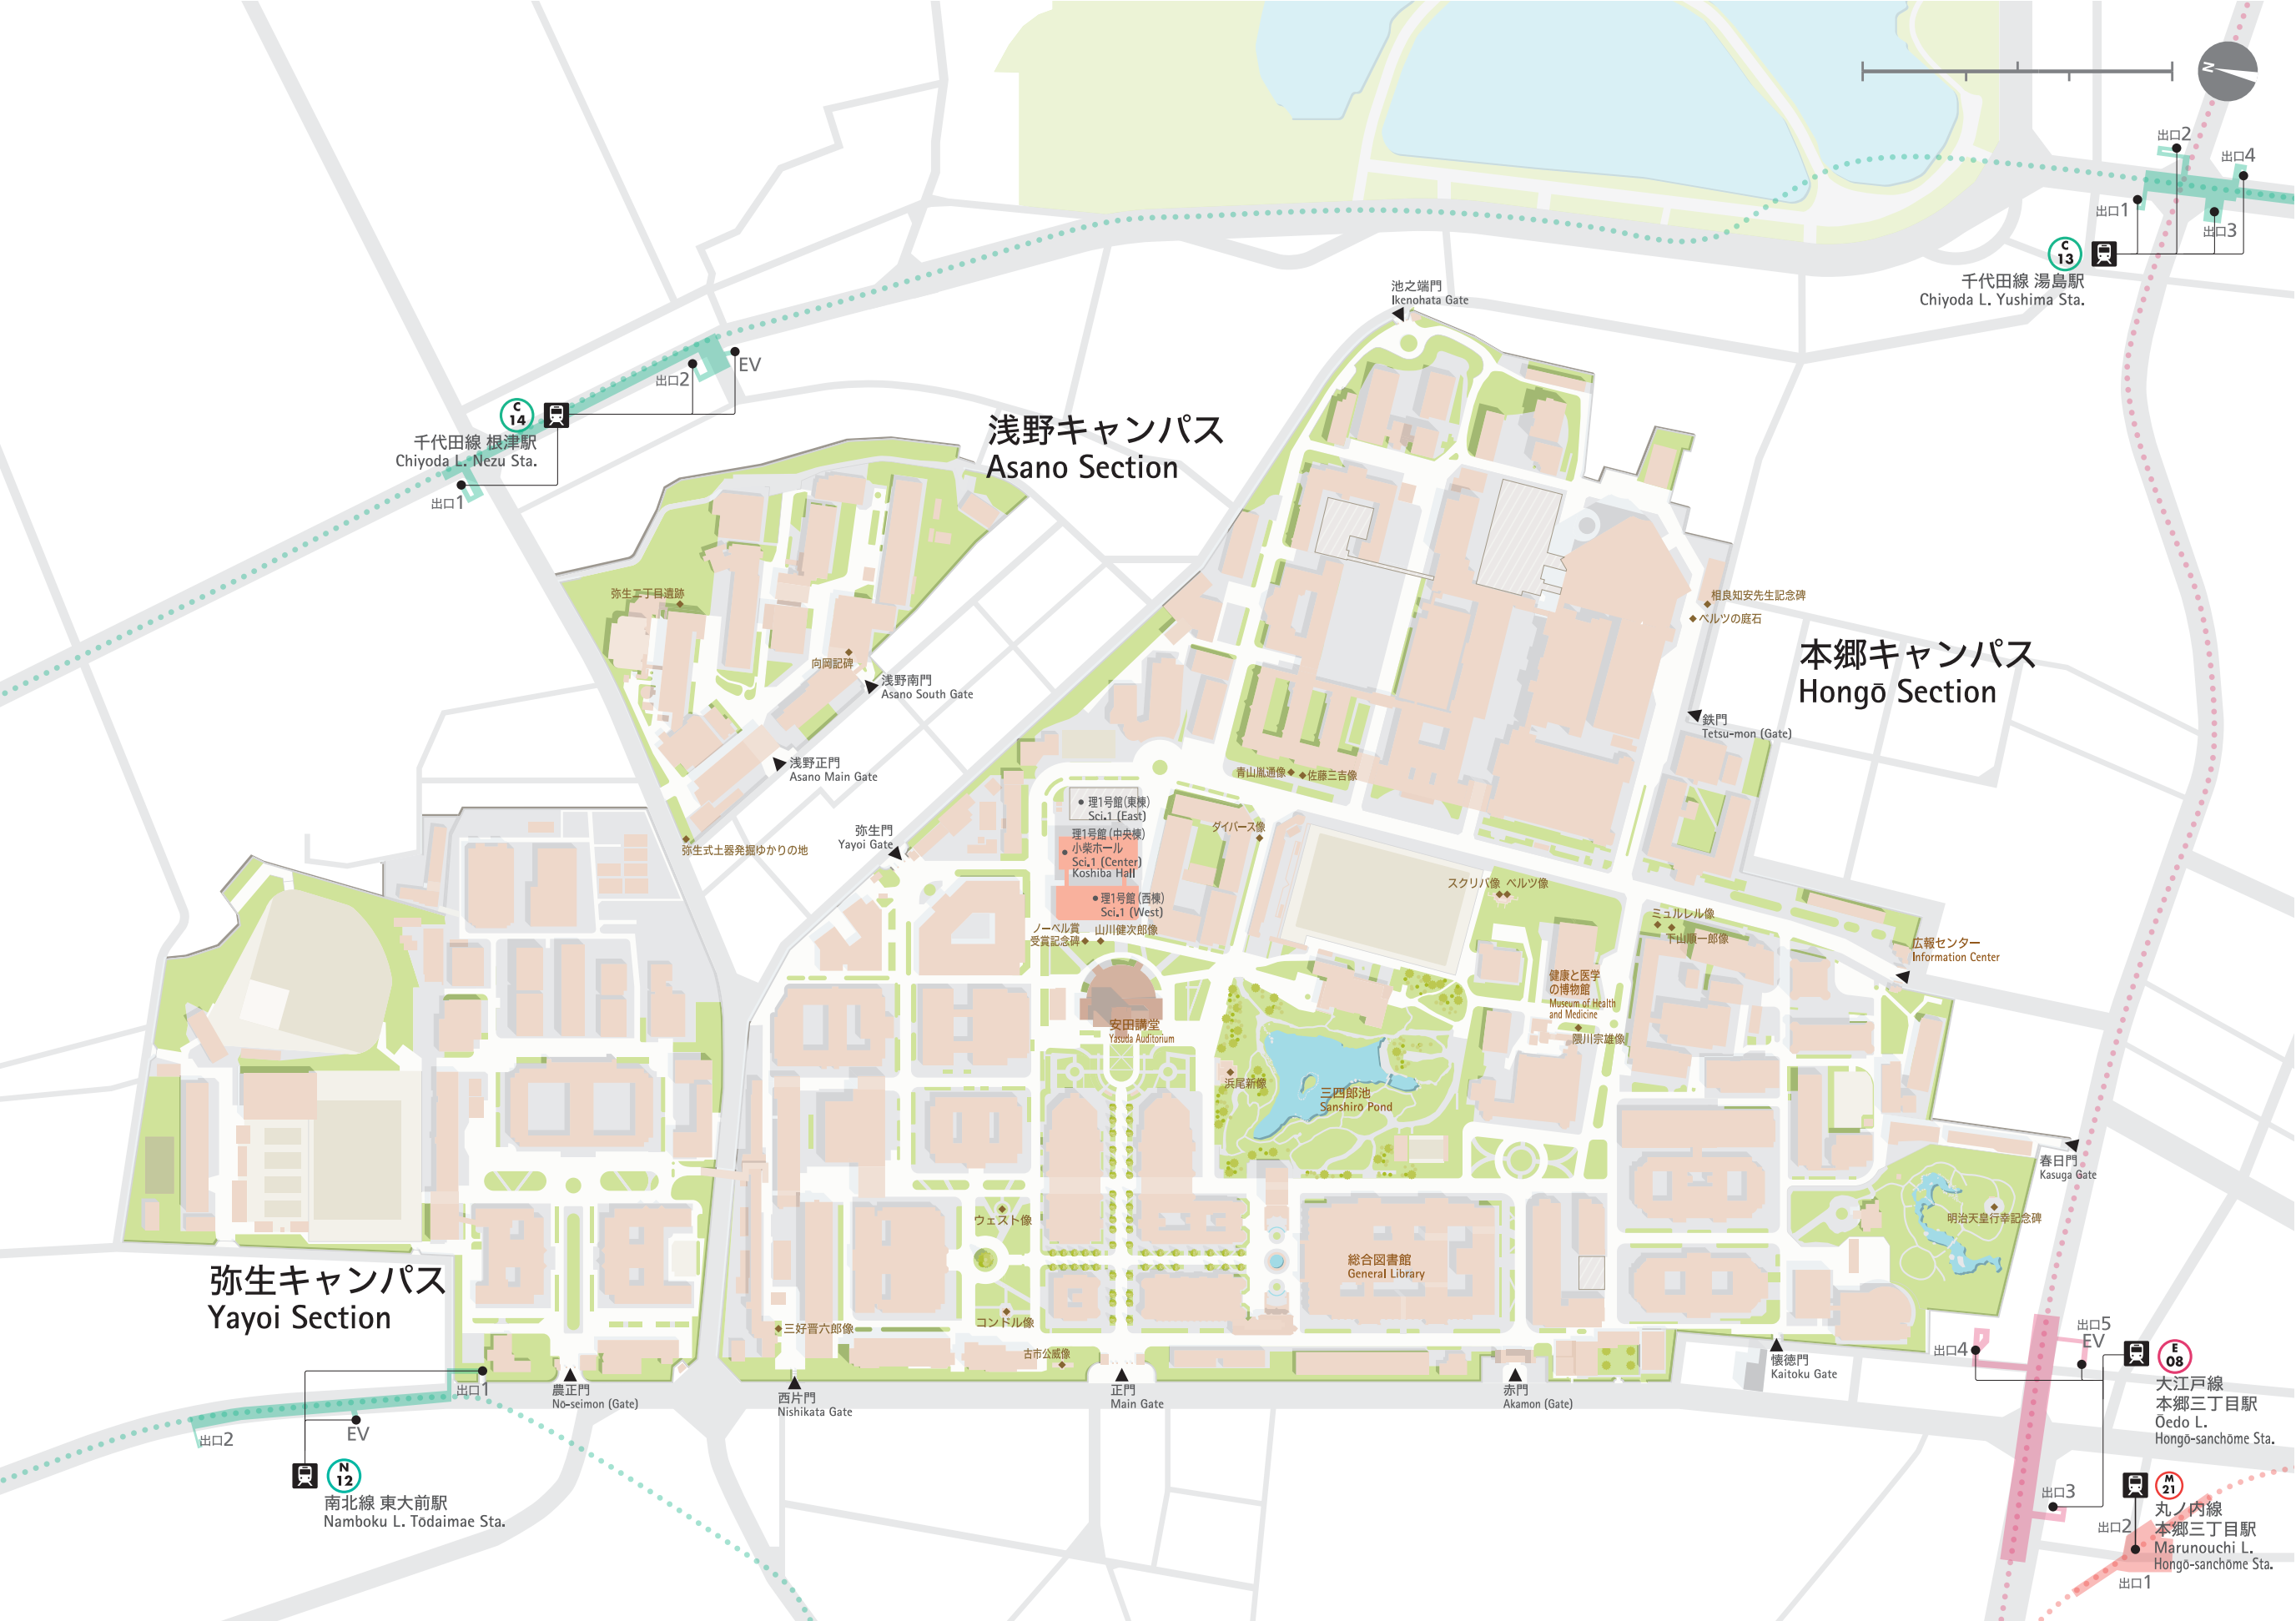 N
出口2
出口4
出口1
出口3
C
13
千代田線 湯島駅
Chiyoda L. Yushima Sta.
池之端門
Ikenohata Gate
出口2
EV
C
14
千代田線 根津駅
Chiyoda L. Nezu Sta.
出口1
浅野キャンパス
Asano Section
弥生二丁目遺跡
向岡記碑
浅野南門
Asano South Gate
浅野正門
Asano Main Gate
弥生式土器発掘ゆかりの地
弥生門
Yayoi Gate
相良知安先生記念碑
ベルツの庭石
本郷キャンパス
Hongō Section
鉄門
Tetsu-mon (Gate)
青山胤通像
佐藤三吉像
理1号館(東棟)
Sci.1 (East)
理1号館(中央棟)
小柴ホール
Sci.1 (Center)
Koshiba Hall
理1号館(西棟)
Sci.1 (West)
ダイバース像
ノーベル賞
受賞記念碑
山川健次郎像
スクリバ像
ベルツ像
ミュルレル像
下山順一郎像
広報センター
Information Center
健康と医学
の博物館
Museum of Health
and Medicine
隈川宗雄像
安田講堂
Yasuda Auditorium
浜尾新像
三四郎池
Sanshiro Pond
春日門
Kasuga Gate
明治天皇行幸記念碑
ウェスト像
総合図書館
General Library
コンドル像
三好晋六郎像
古市公威像
弥生キャンパス
Yayoi Section
出口1
農正門
Nō-seimon (Gate)
西片門
Nishikata Gate
正門
Main Gate
赤門
Akamon (Gate)
懐徳門
Kaitoku Gate
出口2
EV
N
12
南北線 東大前駅
Namboku L. Tōdaimae Sta.
出口5
EV
出口4
E
08
大江戸線
本郷三丁目駅
Ōedo L.
Hongō-sanchōme Sta.
出口3
M
21
丸ノ内線
本郷三丁目駅
Marunouchi L.
Hongō-sanchōme Sta.
出口2
出口1